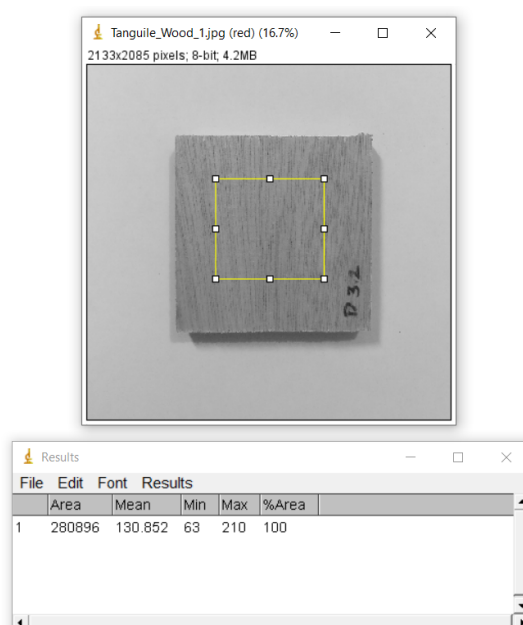 Tanguile_Wood_1.jpg (red) (16.7%)
2133x2085 pixels; 8-bit; 4.2MB
D 3.2
Results
File Edit Font Results
Area Mean Min Max %Area
1 280896 130.852 63 210 100